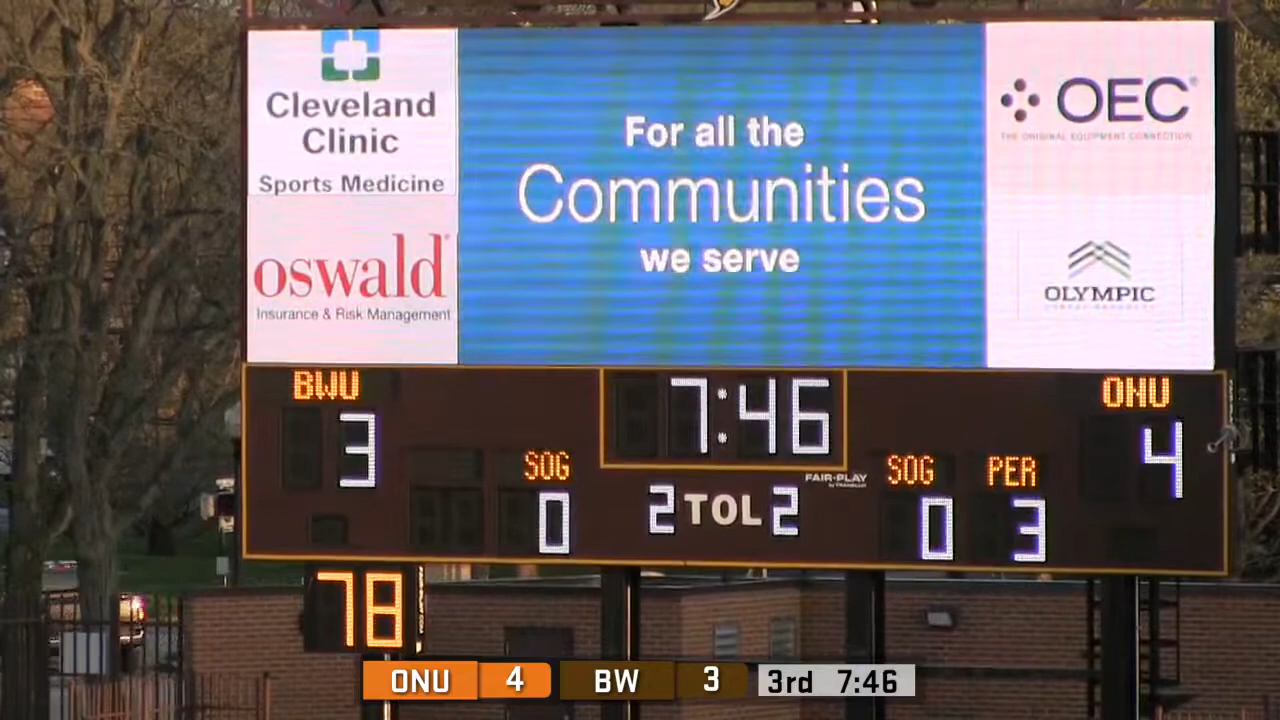 Cleveland
Clinic
Sports Medicine
oswald
Insurance & Risk Management
For all the
Communities
we serve
OEC
THE ORIGINAL EQUIPMENT CONNECTION
OLYMPIC
BWU
3
7:46
ONU
4
SOG
0
2 TOL 2
FAIR-PLAY
SOG
0
PER
3
78
ONU 4 BW 3 3rd 7:46